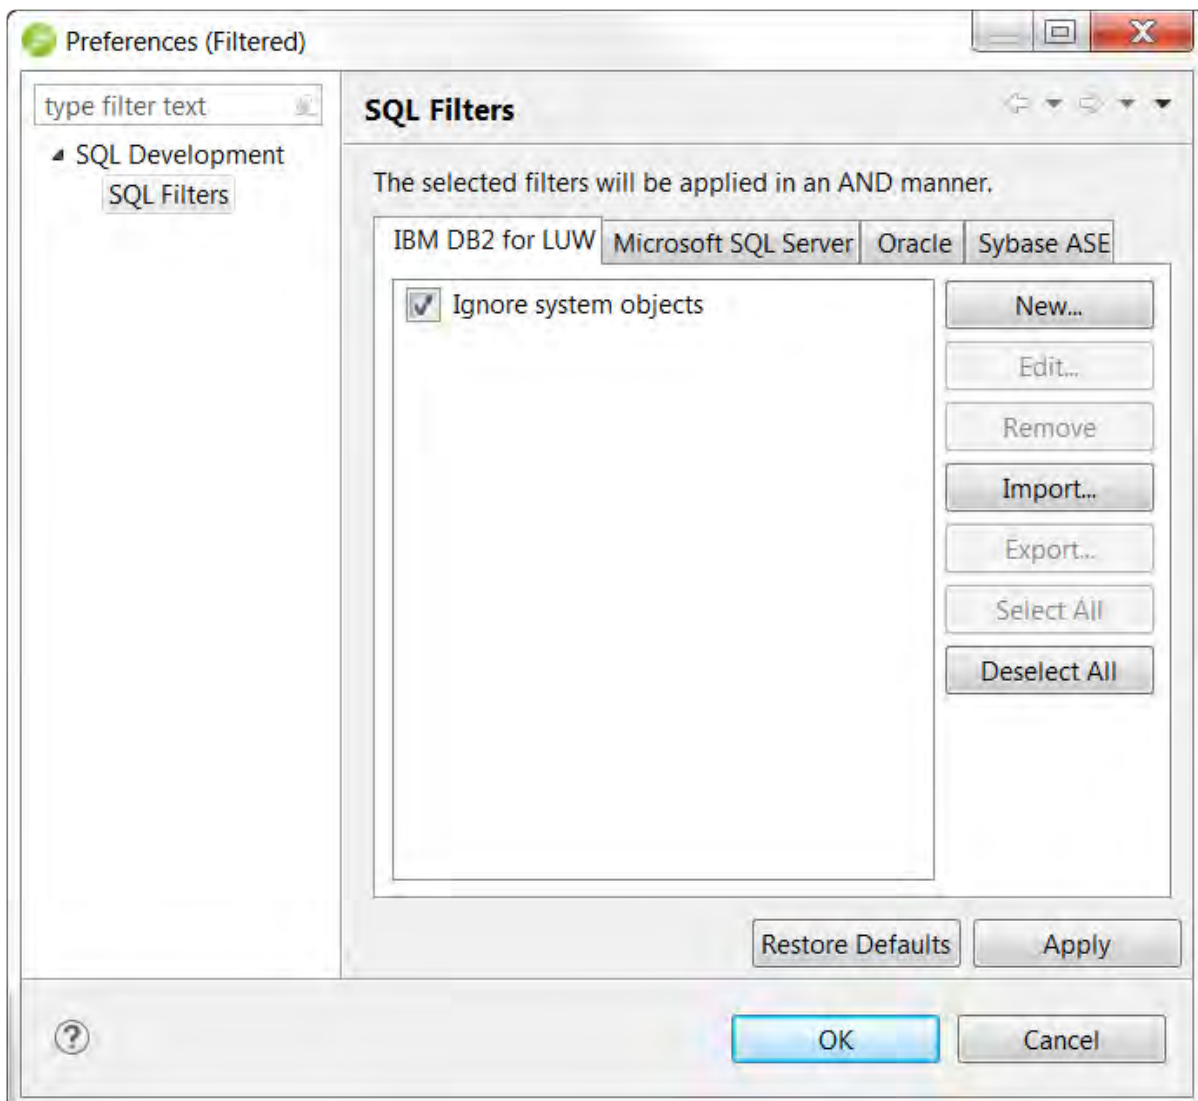 Preferences (Filtered)
type filter text
SQL Development
SQL Filters
SQL Filters
The selected filters will be applied in an AND manner.
IBM DB2 for LUW Microsoft SQL Server Oracle Sybase ASE
Ignore system objects
New...
Edit...
Remove
Import...
Export...
Select All
Deselect All
Restore Defaults Apply
? OK Cancel